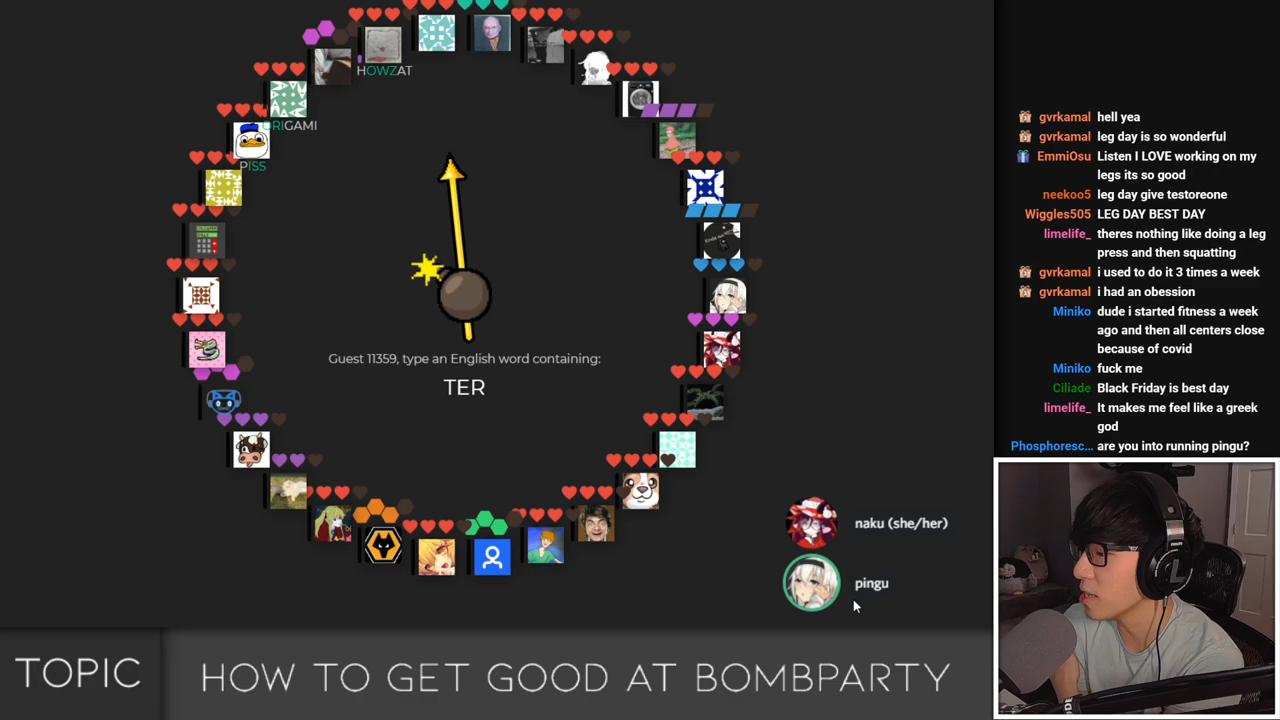 HOWZAT
ORIGAMI
PISS
Guest 11359, type an English word containing:
TER
naku (she/her)
pingu
TOPIC
HOW TO GET GOOD AT BOMBPARTY
gvrkamal hell yea
gvrkamal leg day is so wonderful
EmmiOsu Listen I LOVE working on my
legs its so good
neekoo5 leg day give testoreone
Wiggles505 LEG DAY BEST DAY
limelife_ theres nothing like doing a leg
press and then squatting
gvrkamal i used to do it 3 times a week
gvrkamal i had an obession
Miniko dude i started fitness a week
ago and then all centers close
because of covid
Miniko fuck me
Ciliade Black Friday is best day
limelife_ It makes me feel like a greek
god
Phosphoresc... are you into running pingu?